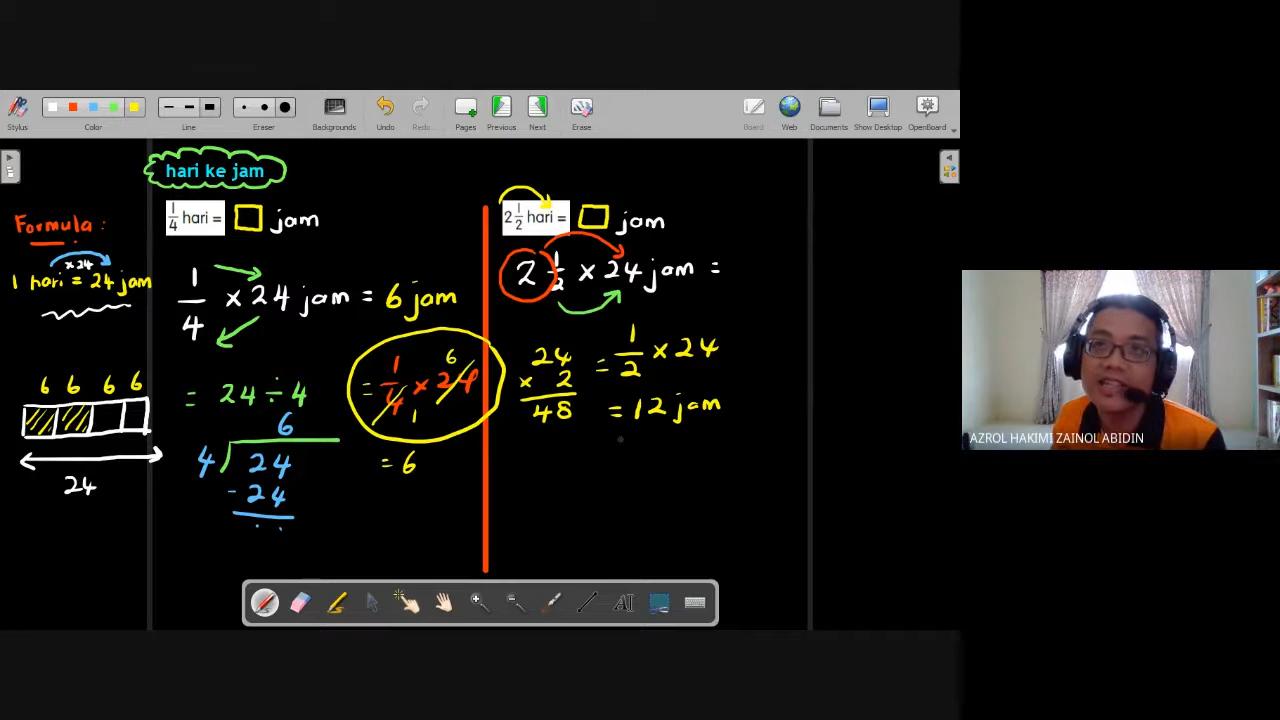 Stylus
Color
Line
Eraser
Backgrounds
Undo
Redo
Pages
Previous
Next
Erase
Board
Web
Documents
Show Desktop
OpenBoard
hari ke jam
Formula :
× 24
1 hari = 24 jam
6 6 6 6
24
1/4 hari = □ jam
1/4 × 24 jam = 6 jam
= 24 ÷ 4
6
4 ) 24
- 24
. .
6
= 1/4 × 24
1
= 6
2 1/2 hari = □ jam
2 1/2 × 24 jam =
24
× 2
48
= 1/2 × 24
= 12 jam
AZROL HAKIMI ZAINOL ABIDIN
AI